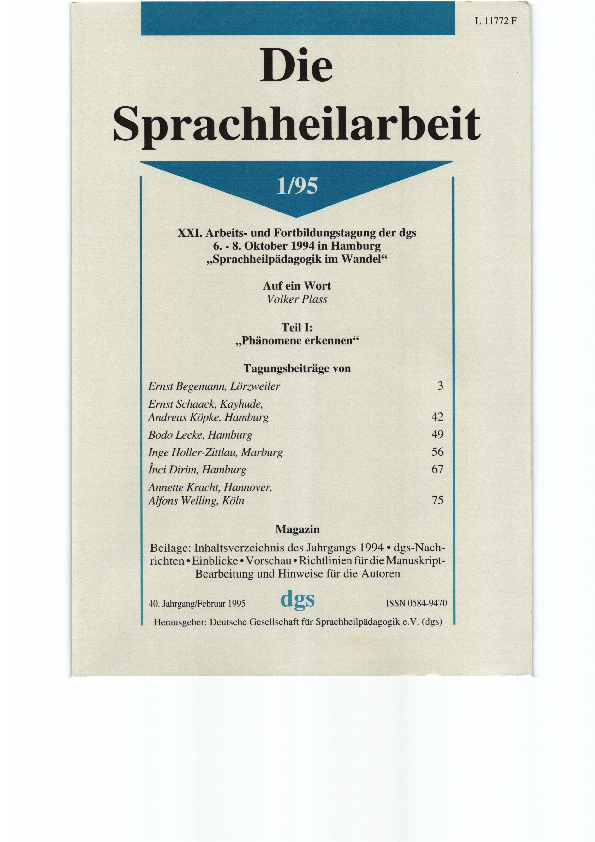 L 11772 F
Die
Sprachheilarbeit
1/95
XXI. Arbeits- und Fortbildungstagung der dgs
6. - 8. Oktober 1994 in Hamburg
„Sprachheilpädagogik im Wandel“
Auf ein Wort
Volker Plass
Teil I:
„Phänomene erkennen“
Tagungsbeiträge von
Ernst Begemann, Lörzweiler 3
Ernst Schaack, Kayhude,
Andreas Köpke, Hamburg 42
Bodo Lecke, Hamburg 49
Inge Holler-Zittlau, Marburg 56
İnci Dirim, Hamburg 67
Annette Kracht, Hannover,
Alfons Welling, Köln 75
Magazin
Beilage: Inhaltsverzeichnis des Jahrgangs 1994 • dgs-Nach-
richten • Einblicke • Vorschau • Richtlinien für die Manuskript-
Bearbeitung und Hinweise für die Autoren
40. Jahrgang/Februar 1995 dgs ISSN 0584-9470
Herausgeber: Deutsche Gesellschaft für Sprachheilpädagogik e.V. (dgs)